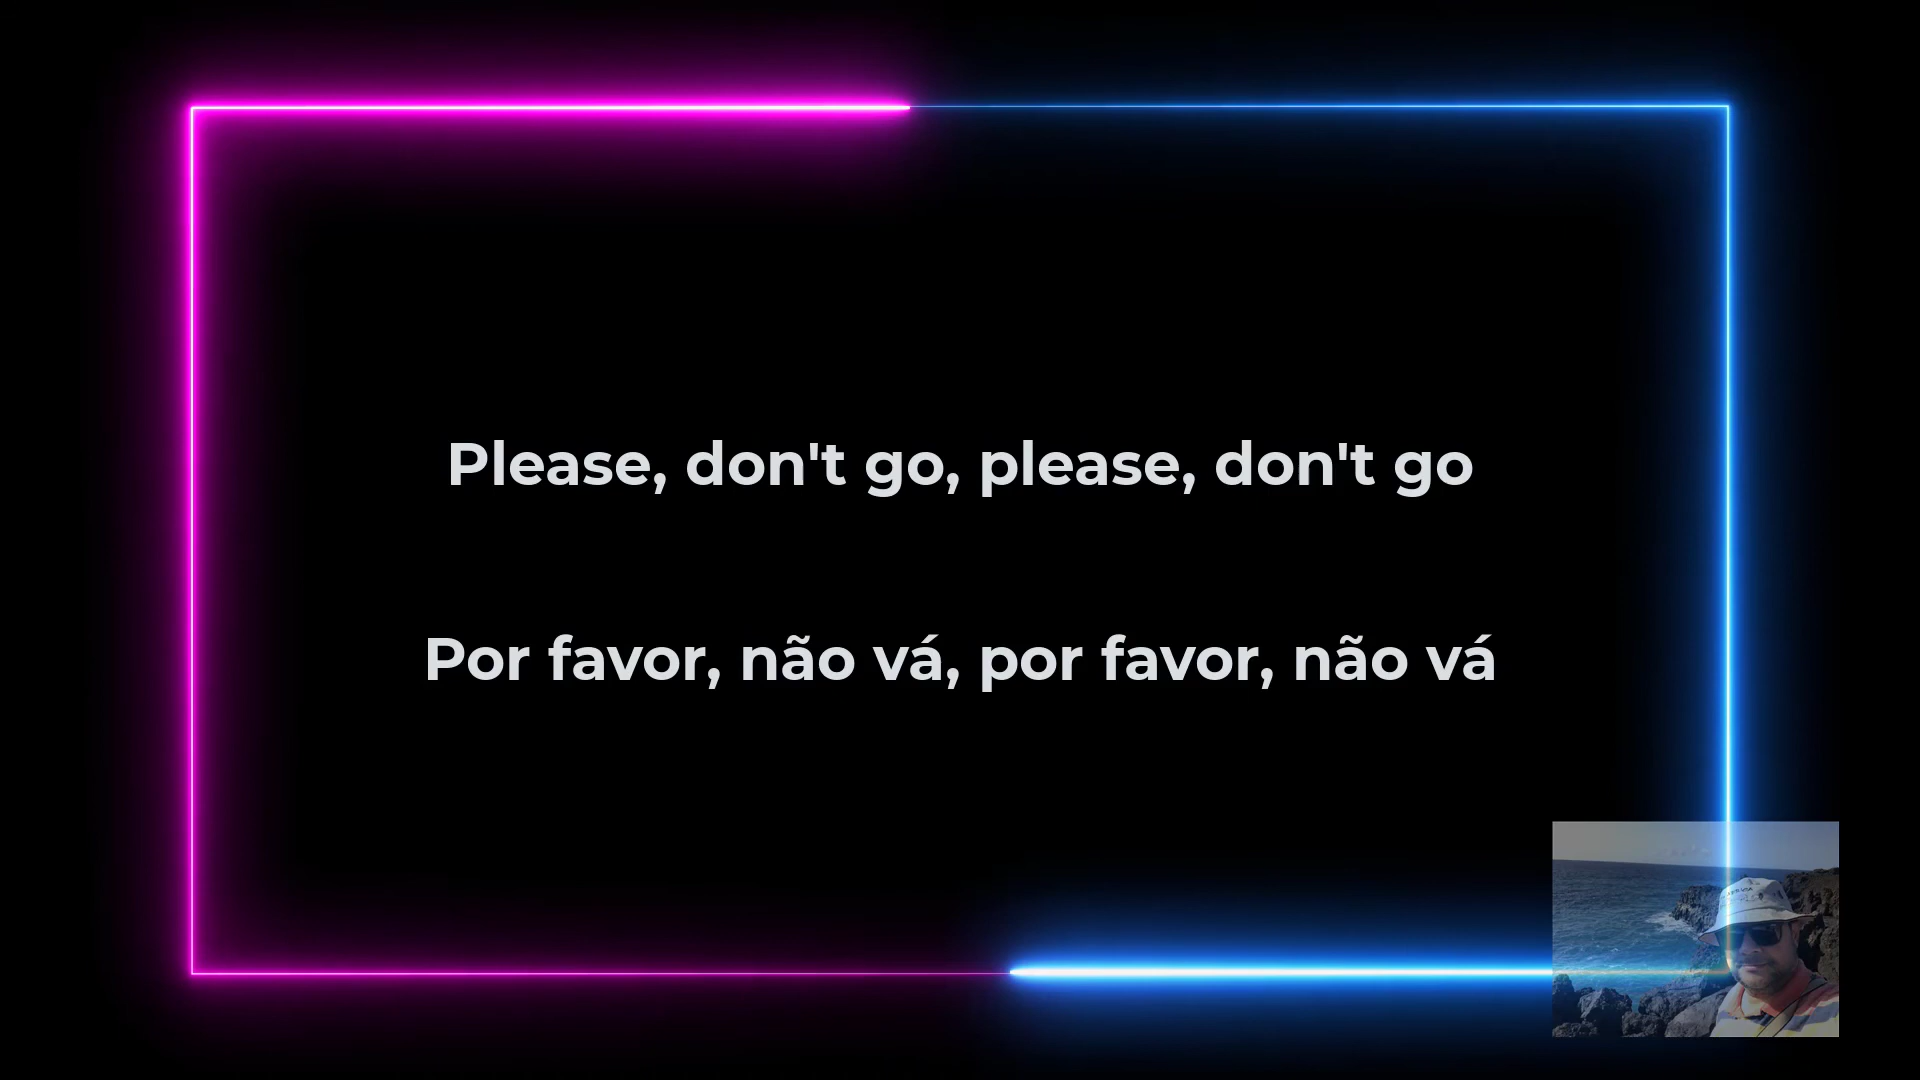 Please, don't go, please, don't go
Por favor, não vá, por favor, não vá